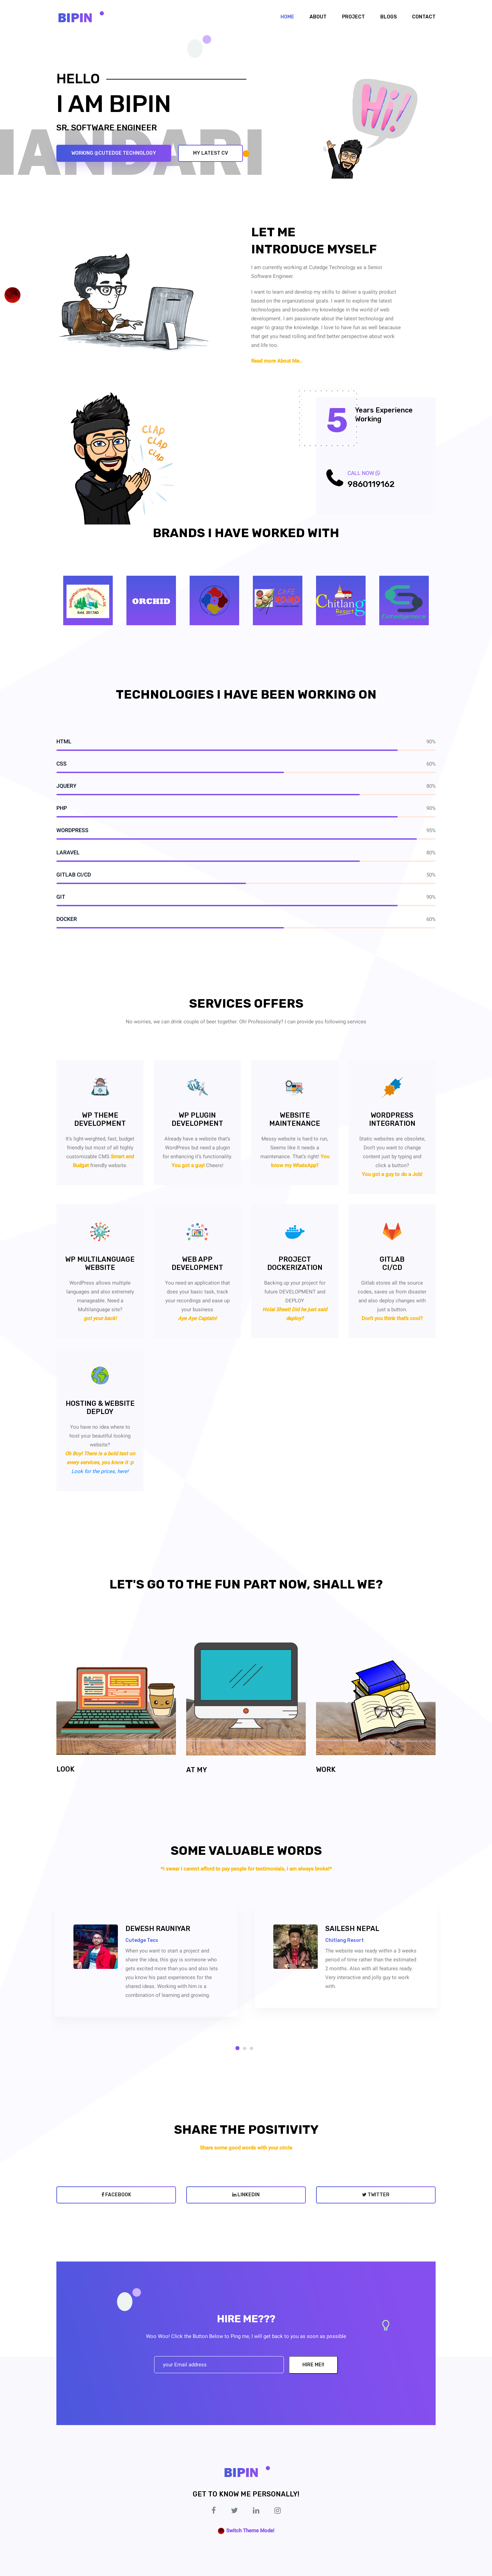 BIPIN
HOME
ABOUT
PROJECT
BLOGS
CONTACT
HELLO
I AM BIPIN
SR. SOFTWARE ENGINEER
WORKING @CUTEDGE TECHNOLOGY
MY LATEST CV
Hi!
LET ME
INTRODUCE MYSELF
I am currently working at Cutedge Technology as a Senior
Software Engineer.
I want to learn and develop my skills to deliver a quality product
based on the organizational goals. I want to explore the latest
technologies and broaden my knowledge in the world of web
development. I am passionate about the latest technology and
eager to grasp the knowledge. I love to have fun as well beacause
that get you head rolling and find better perspective about work
and life too.
Read more About Me...
CLAP
CLAP
CLAP
5
Years Experience
Working
CALL NOW
9860119162
BRANDS I HAVE WORKED WITH
Estd. 2017AD
ORCHID
Chitlang
Resort
TECHNOLOGIES I HAVE BEEN WORKING ON
HTML
90%
CSS
60%
JQUERY
80%
PHP
90%
WORDPRESS
95%
LARAVEL
80%
GITLAB CI/CD
50%
GIT
90%
DOCKER
60%
SERVICES OFFERS
No worries, we can drink couple of beer together. Oh! Professionally? I can provide you following services
WP THEME
DEVELOPMENT
It's light-weighted, fast, budget
friendly but most of all highly
customizable CMS Smart and
Budget friendly website.
WP PLUGIN
DEVELOPMENT
Already have a website that's
WordPress but need a plugin
for enhancing it's functionality.
You got a guy! Cheers!
WEBSITE
MAINTENANCE
Messy website is hard to run,
Seems like it needs a
maintenance. That's right! You
know my WhatsApp?
WORDPRESS
INTEGRATION
Static websites are obsolete,
Don't you want to change
content just by typing and
click a button?
You got a guy to do a Job!
WP MULTILANGUAGE
WEBSITE
WordPress allows multiple
languages and also extremely
manageable. Need a
Multilanguage site?
got your back!
WEB APP
DEVELOPMENT
You need an application that
does your basic task, track
your recordings and ease up
your business
Aye Aye Captain!
PROJECT
DOCKERIZATION
Backing up your project for
future DEVELOPMENT and
DEPLOY
Hola! Sheet! Did he just said
deploy?
GITLAB
CI/CD
Gitlab stores all the source
codes, saves us from disaster
and also deploy changes with
just a button.
Don't you think that's cool?
HOSTING & WEBSITE
DEPLOY
You have no idea where to
host your beautiful looking
website?
Oh Boy! There is a bold text on
every services, you know it :p
Look for the prices, here!
LET'S GO TO THE FUN PART NOW, SHALL WE?
LOOK
AT MY
WORK
SOME VALUABLE WORDS
*I swear I cannot afford to pay people for testimonials, I am always broke!*
DEWESH RAUNIYAR
Cutedge Tecs
When you want to start a project and
share the idea, this guy is someone who
gets excited more than you and also lets
you know his past experiences for the
shared ideas. Working with him is a
combination of learning and growing.
SAILESH NEPAL
Chitlang Resort
The website was ready within a 3 weeks
period of time rather than the estimated
2 months. Also with all features ready.
Very interactive and jolly guy to work
with.
SHARE THE POSITIVITY
Share some good words with your circle
FACEBOOK
LINKEDIN
TWITTER
HIRE ME???
Woo Woo! Click the Button Below to Ping me, I will get back to you as soon as possible
your Email address
HIRE ME!!
BIPIN
GET TO KNOW ME PERSONALLY!
Switch Theme Mode!